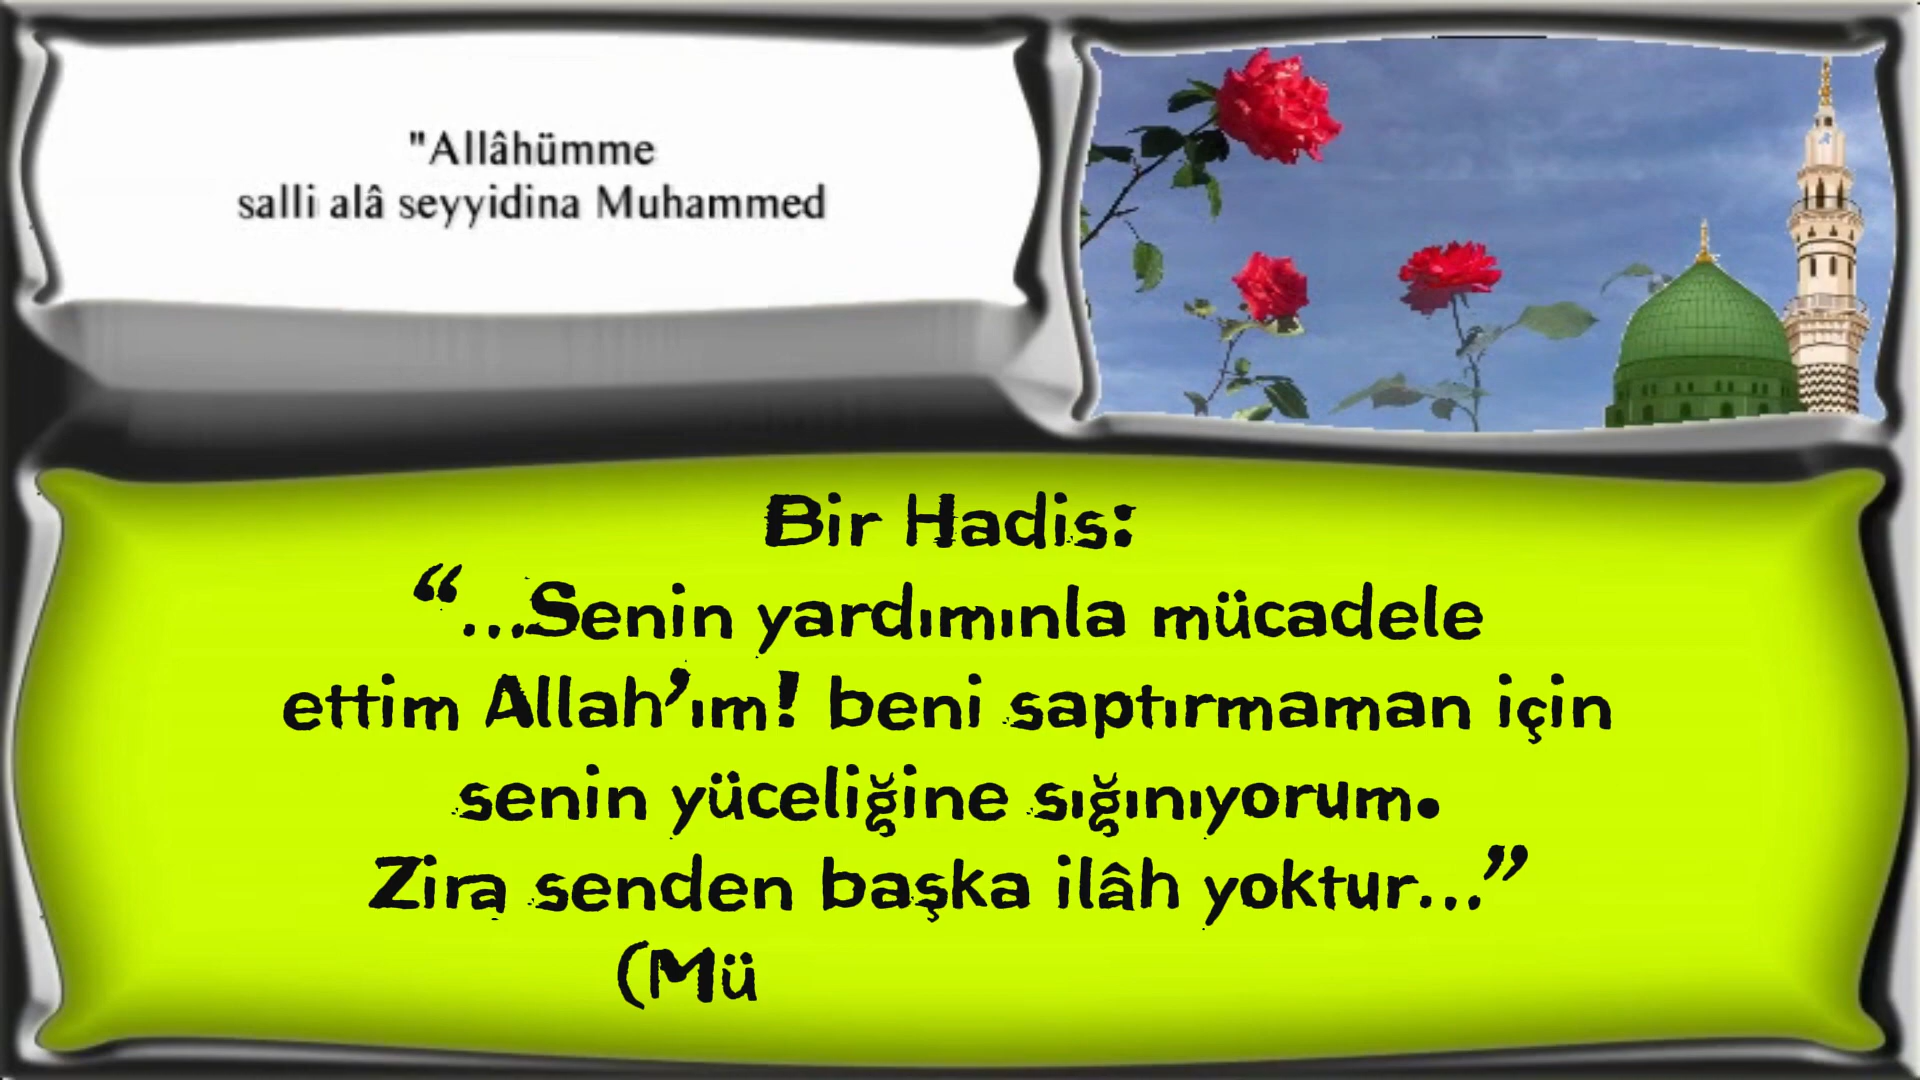 "Allâhümme
salli alâ seyyidina Muhammed
Bir Hadis:
“...Senin yardımınla mücadele
ettim Allah’ım! beni saptırmaman için
senin yüceliğine sığınıyorum.
Zira senden başka ilâh yoktur...”
(Mü